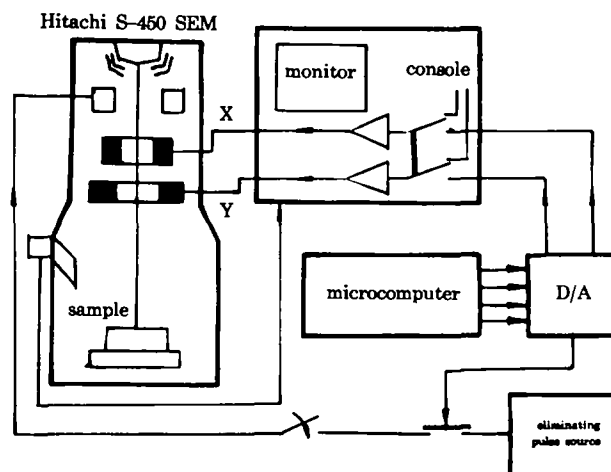 Hitachi S-450 SEM
monitor
console
X
Y
sample
microcomputer
D/A
eliminating
pulse source